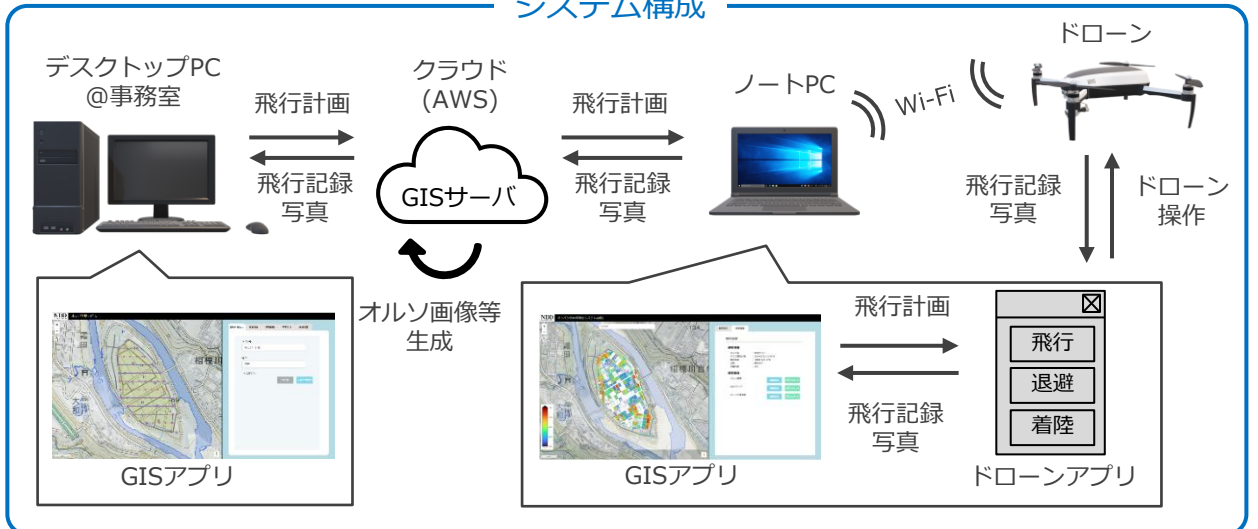 システム構成
デスクトップPC
@事務室
飛行計画
飛行記録
写真
クラウド
(AWS)
GISサーバ
オルソ画像等
生成
飛行計画
飛行記録
写真
ノートPC
Wi-Fi
ドローン
飛行記録
写真
ドローン
操作
GISアプリ
GISアプリ
飛行計画
飛行記録
写真
飛行
退避
着陸
ドローンアプリ